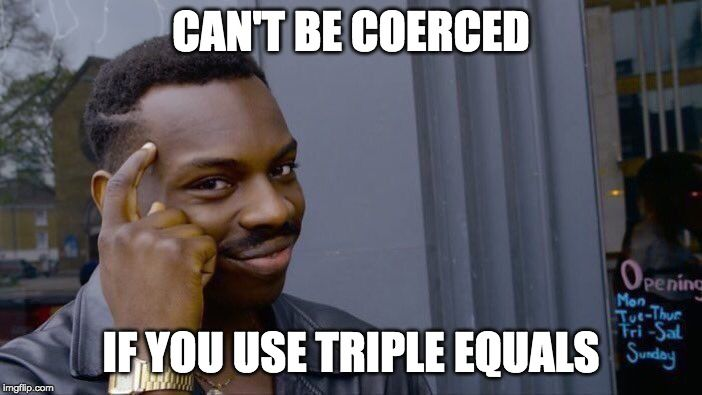 CAN'T BE COERCED
Opening
Mon
Tue-Thur
Fri-Sat
Sunday
IF YOU USE TRIPLE EQUALS
imgflip.com